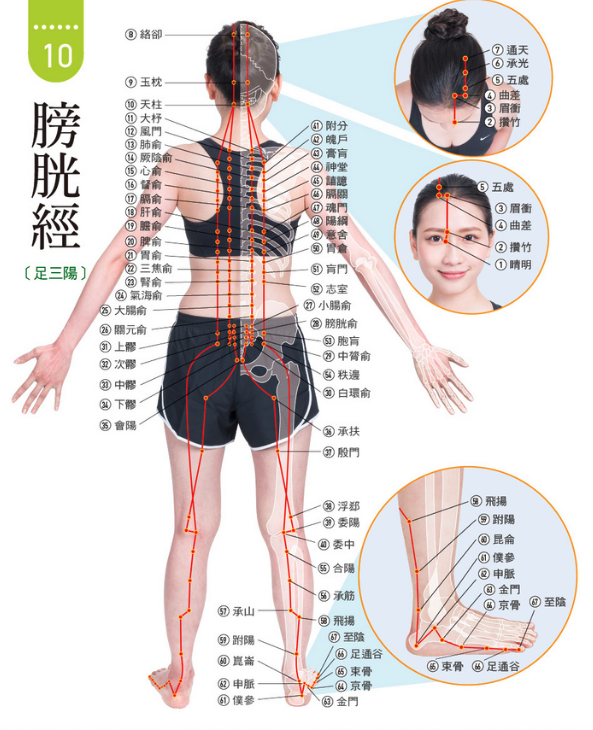 10
膀胱經
〔足三陽〕
⑧ 絡卻
⑨ 玉枕
⑩ 天柱
⑪ 大杼
⑫ 風門
⑬ 肺俞
⑭ 厥陰俞
⑮ 心俞
⑯ 督俞
⑰ 膈俞
⑱ 肝俞
⑲ 膽俞
⑳ 脾俞
㉑ 胃俞
㉒ 三焦俞
㉓ 腎俞
㉔ 氣海俞
㉕ 大腸俞
㉖ 關元俞
㉛ 上髎
㉜ 次髎
㉝ 中髎
㉞ 下髎
㉟ 會陽
㊶ 附分
㊷ 魄戶
㊸ 膏肓
㊹ 神堂
㊺ 譩譆
㊻ 膈關
㊼ 魂門
㊽ 陽綱
㊾ 意舍
㊿ 胃倉
51 肓門
52 志室
㉗ 小腸俞
㉘ 膀胱俞
53 胞肓
㉙ 中膂俞
54 秩邊
㉚ 白環俞
㊱ 承扶
㊲ 殷門
㊳ 浮郄
㊴ 委陽
㊵ 委中
55 合陽
56 承筋
57 承山
58 飛揚
59 跗陽
60 崑崙
62 申脈
61 僕參
67 至陰
66 足通谷
65 束骨
64 京骨
63 金門
⑦ 通天
⑥ 承光
⑤ 五處
④ 曲差
③ 眉衝
② 攢竹
⑤ 五處
③ 眉衝
④ 曲差
② 攢竹
① 睛明
58 飛揚
59 跗陽
60 昆侖
61 僕參
62 申脈
63 金門
64 京骨
67 至陰
65 束骨
66 足通谷